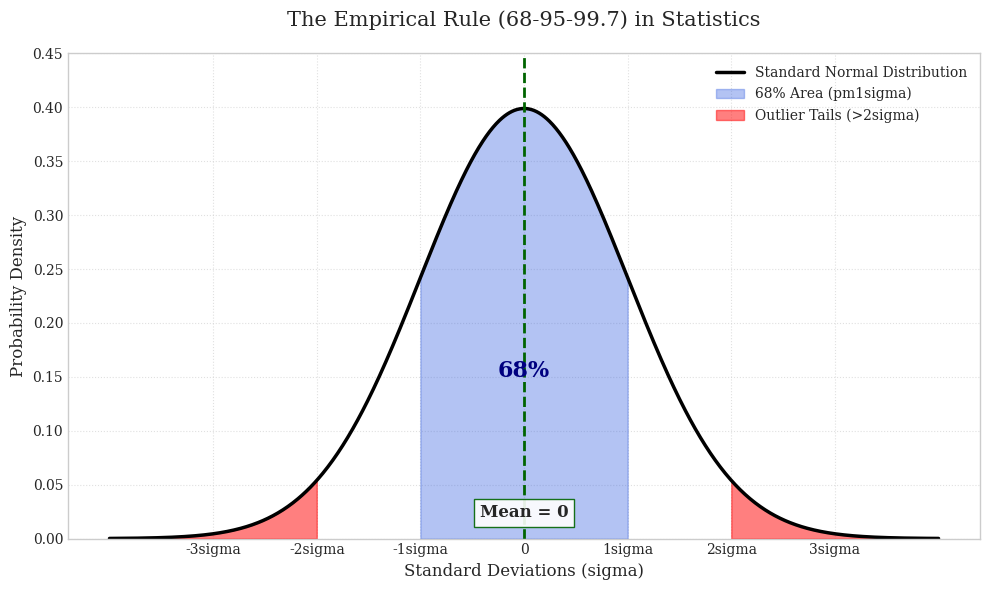 The Empirical Rule (68-95-99.7) in Statistics
Standard Normal Distribution
68% Area (pm1sigma)
Outlier Tails (>2sigma)
Probability Density
0.45
0.40
0.35
0.30
0.25
0.20
0.15
0.10
0.05
0.00
68%
Mean = 0
-3sigma -2sigma -1sigma 0 1sigma 2sigma 3sigma
Standard Deviations (sigma)